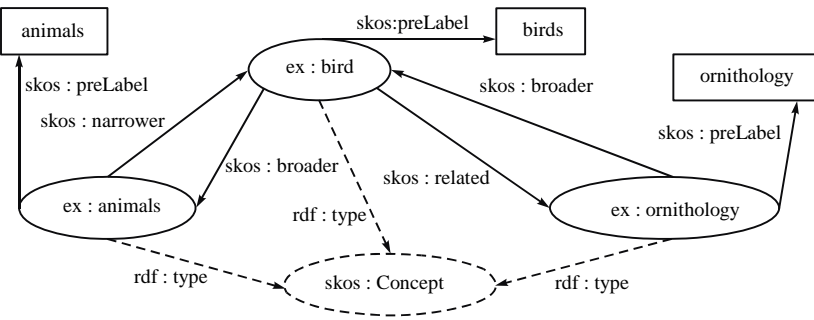 animals
skos:preLabel
birds
ex : bird
ornithology
skos : preLabel
skos : broader
skos : narrower
skos : preLabel
skos : broader
skos : related
ex : animals
rdf : type
ex : ornithology
rdf : type
skos : Concept
rdf : type